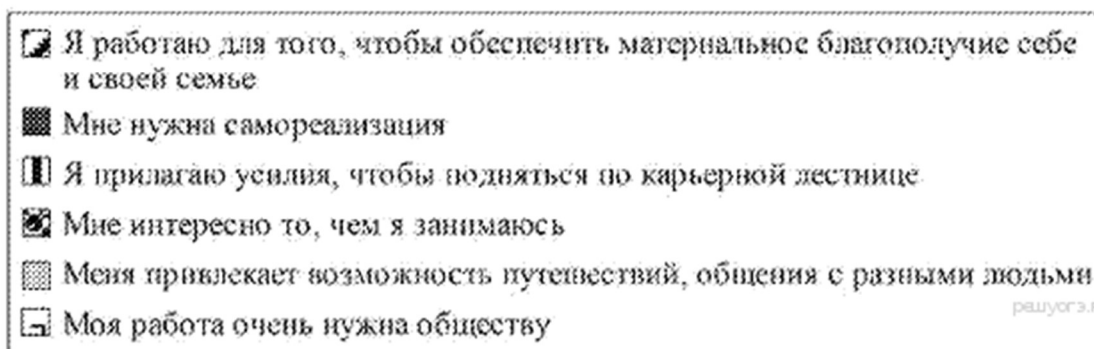 Я работаю для того, чтобы обеспечить материальное благополучие себе
и своей семье
Мне нужна самореализация
Я прилагаю усилия, чтобы подняться по карьерной лестнице
Мне интересно то, чем я занимаюсь
Меня привлекает возможность путешествий, общения с разными людьми
решуогэ.
Моя работа очень нужна обществу